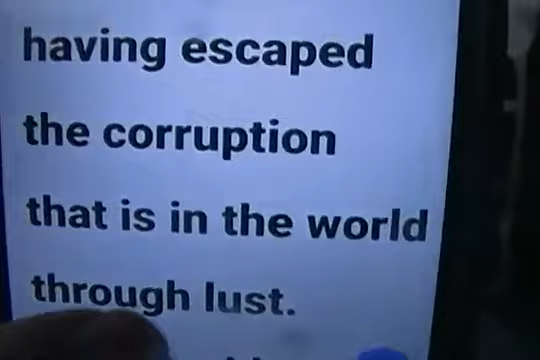 having escaped
the corruption
that is in the world
through lust.